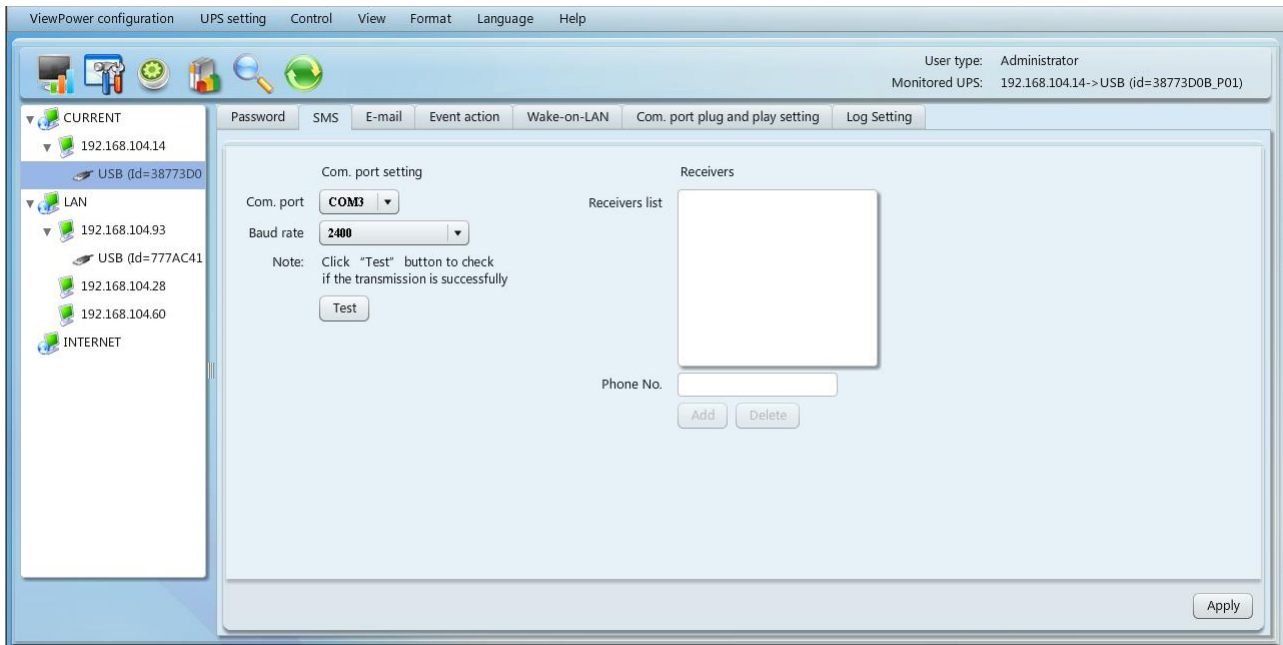 ViewPower configuration UPS setting Control View Format Language Help
User type: Administrator
Monitored UPS: 192.168.104.14->USB (id=38773D0B_P01)
CURRENT
192.168.104.14
USB (Id=38773D0
LAN
192.168.104.93
USB (Id=777AC41
192.168.104.28
192.168.104.60
INTERNET
Password SMS E-mail Event action Wake-on-LAN Com. port plug and play setting Log Setting
Com. port setting
Com. port COM3
Baud rate 2400
Note: Click “Test” button to check
if the transmission is successfully
Test
Receivers
Receivers list
Phone No.
Add Delete
Apply